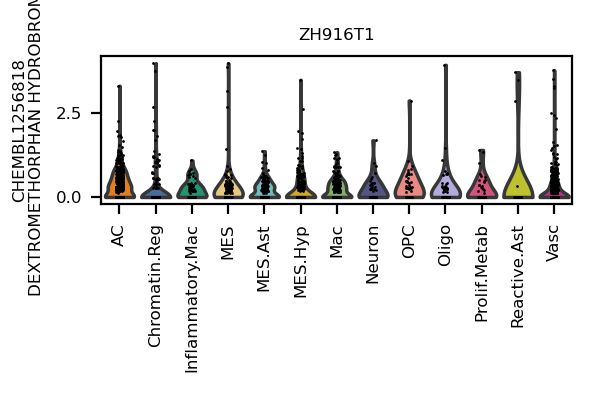 ZH916T1
CHEMBL1256818
DEXTROMETHORPHAN
2.5
0.0
AC
Chromatin.Reg
Inflammatory.Mac
MES
MES.Ast
MES.Hyp
Mac
Neuron
OPC
Oligo
Prolif.Metab
Reactive.Ast
Vasc